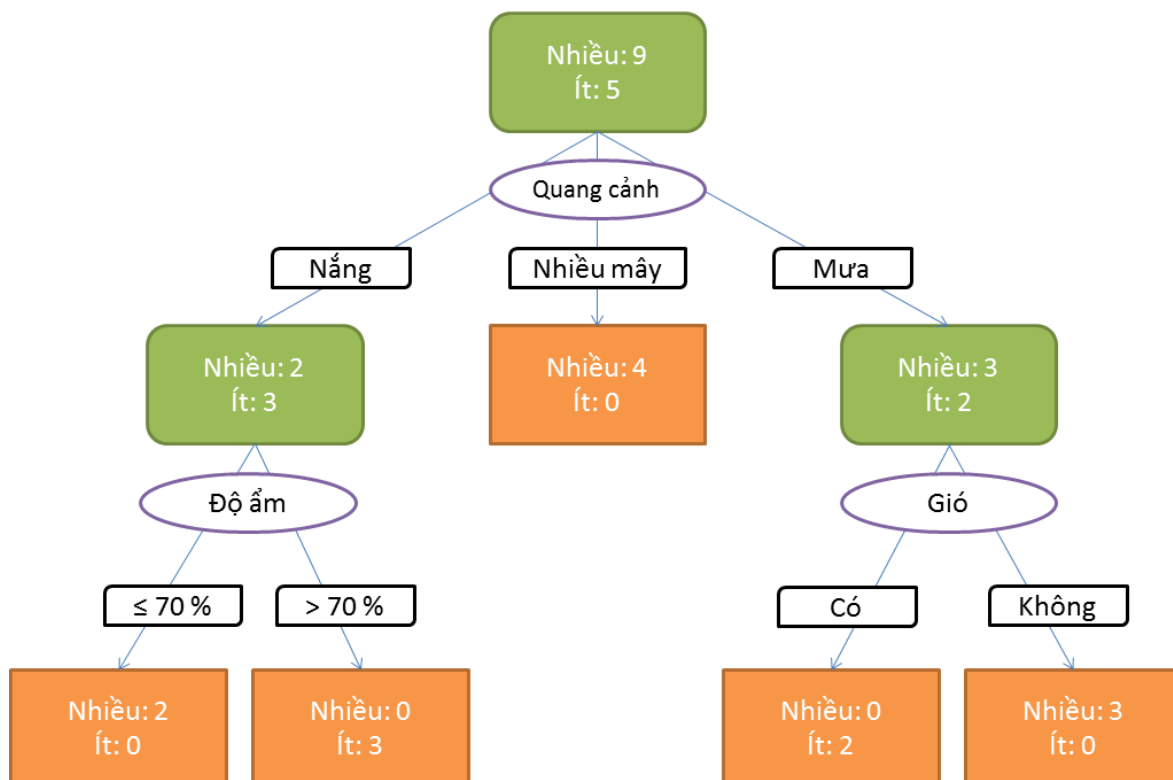 Nhiều: 9
Ít: 5
Quang cảnh
Nắng
Nhiều mây
Mưa
Nhiều: 2
Ít: 3
Nhiều: 4
Ít: 0
Nhiều: 3
Ít: 2
Độ ẩm
Gió
≤ 70 %
> 70 %
Có
Không
Nhiều: 2
Ít: 0
Nhiều: 0
Ít: 3
Nhiều: 0
Ít: 2
Nhiều: 3
Ít: 0